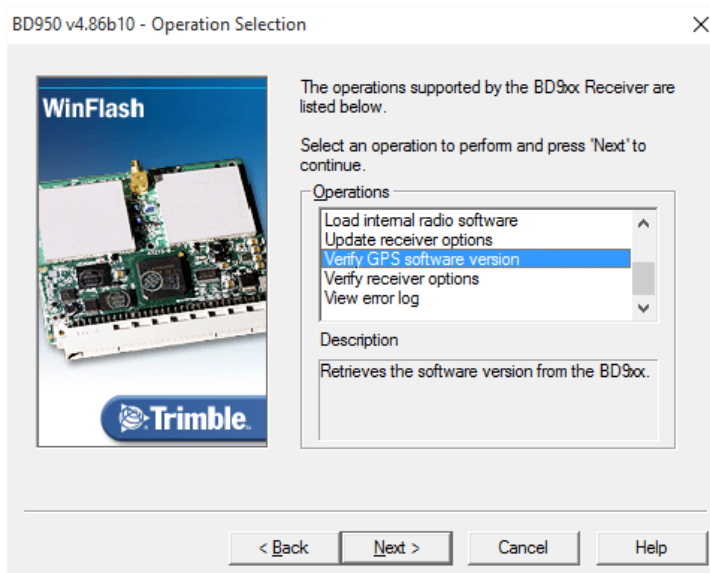 BD950 v4.86b10 - Operation Selection
WinFlash
Trimble.
The operations supported by the BD9xx Receiver are
listed below.
Select an operation to perform and press 'Next' to
continue.
Operations
Load internal radio software
Update receiver options
Verify GPS software version
Verify receiver options
View error log
Description
Retrieves the software version from the BD9xx.
< Back
Next >
Cancel
Help